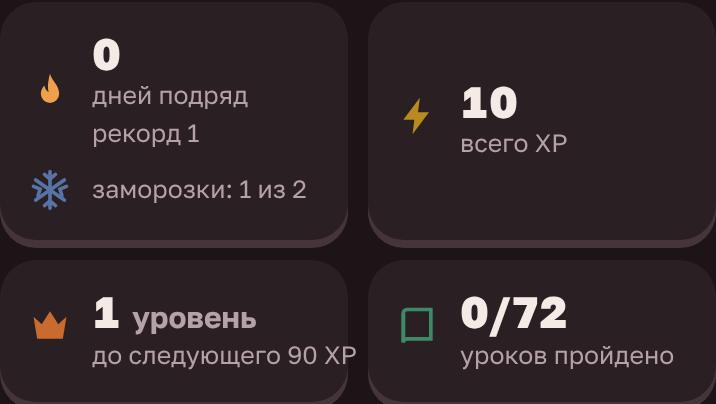 0
дней подряд
рекорд 1
заморозки: 1 из 2
10
всего XP
1 уровень
до следующего 90 XP
0/72
уроков пройдено